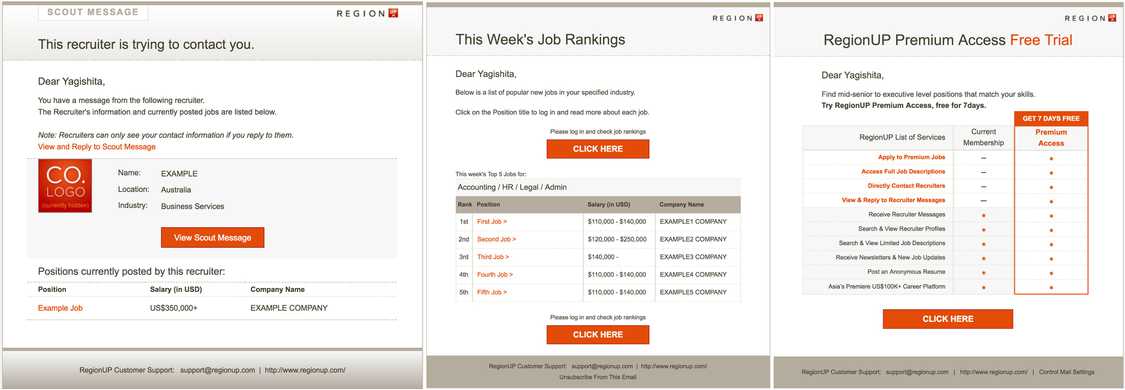 SCOUT MESSAGE
REGION UP
This recruiter is trying to contact you.
Dear Yagishita,
You have a message from the following recruiter.
The Recruiter's information and currently posted jobs are listed below.
Note: Recruiters can only see your contact information if you reply to them.
View and Reply to Scout Message
CO.
LOGO
(currently hidden)
Name: EXAMPLE
Location: Australia
Industry: Business Services
View Scout Message
Positions currently posted by this recruiter:
Position Salary (in USD) Company Name
Example Job US$350,000+ EXAMPLE COMPANY
RegionUP Customer Support: support@regionup.com | http://www.regionup.com/
REGION UP
This Week's Job Rankings
Dear Yagishita,
Below is a list of popular new jobs in your specified industry.
Click on the Position title to log in and read more about each job.
Please log in and check job rankings
CLICK HERE
This week's Top 5 Jobs for:
Accounting / HR / Legal / Admin
Rank Position Salary (in USD) Company Name
1st First Job > $110,000 - $140,000 EXAMPLE1 COMPANY
2nd Second Job > $120,000 - $250,000 EXAMPLE2 COMPANY
3rd Third Job > $140,000 - EXAMPLE3 COMPANY
4th Fourth Job > $110,000 - $140,000 EXAMPLE4 COMPANY
5th Fifth Job > $110,000 - $140,000 EXAMPLE5 COMPANY
Please log in and check job rankings
CLICK HERE
RegionUP Customer Support: support@regionup.com | http://www.regionup.com/
Unsubscribe From This Email
REGION UP
RegionUP Premium Access Free Trial
Dear Yagishita,
Find mid-senior to executive level positions that match your skills.
Try RegionUP Premium Access, free for 7days.
GET 7 DAYS FREE
RegionUP List of Services
Current
Membership
Premium
Access
Apply to Premium Jobs – ●
Access Full Job Descriptions – ●
Directly Contact Recruiters – ●
View & Reply to Recruiter Messages – ●
Receive Recruiter Messages ● ●
Search & View Recruiter Profiles ● ●
Search & View Limited Job Descriptions ● ●
Receive Newsletters & New Job Updates ● ●
Post an Anonymous Resume ● ●
Asia's Premiere US$100K+ Career Platform ● ●
CLICK HERE
RegionUP Customer Support: support@regionup.com | http://www.regionup.com/ | Control Mail Settings